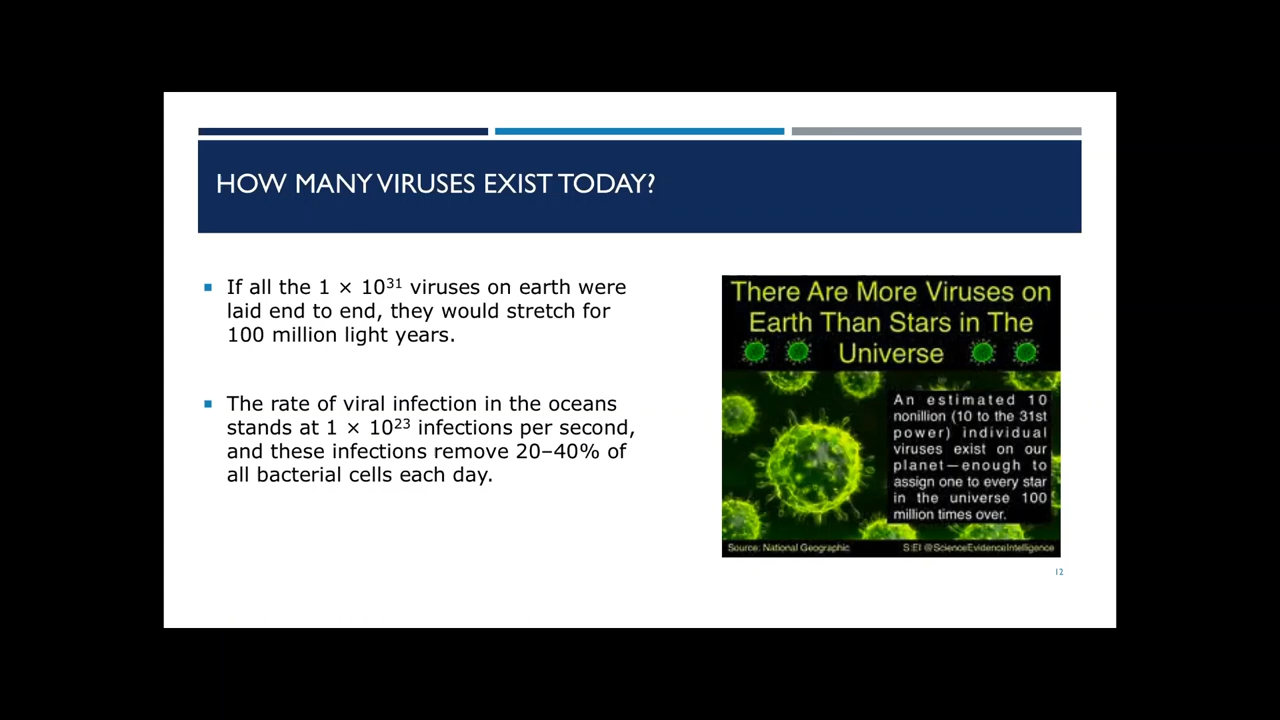 HOW MANY VIRUSES EXIST TODAY?
▪ If all the 1 × 10³¹ viruses on earth were
laid end to end, they would stretch for
100 million light years.
▪ The rate of viral infection in the oceans
stands at 1 × 10²³ infections per second,
and these infections remove 20–40% of
all bacterial cells each day.
There Are More Viruses on
Earth Than Stars in The
Universe
An estimated 10
nonillion (10 to the 31st
power) individual
viruses exist on our
planet—enough to
assign one to every star
in the universe 100
million times over.
Source: National Geographic
S:EI @ScienceEvidenceIntelligence
12